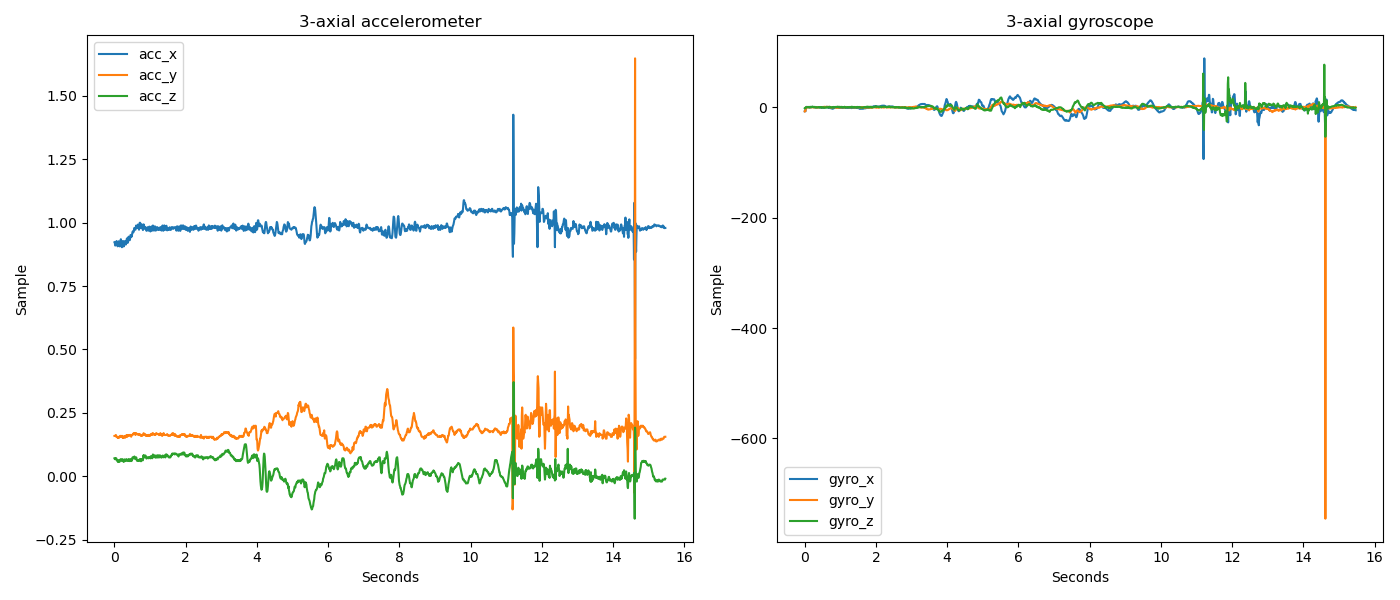 3-axial accelerometer
acc_x
acc_y
acc_z
1.50
1.25
1.00
0.75
0.50
0.25
0.00
−0.25
Sample
0 2 4 6 8 10 12 14 16
Seconds
3-axial gyroscope
0
−200
−400
−600
Sample
gyro_x
gyro_y
gyro_z
0 2 4 6 8 10 12 14 16
Seconds